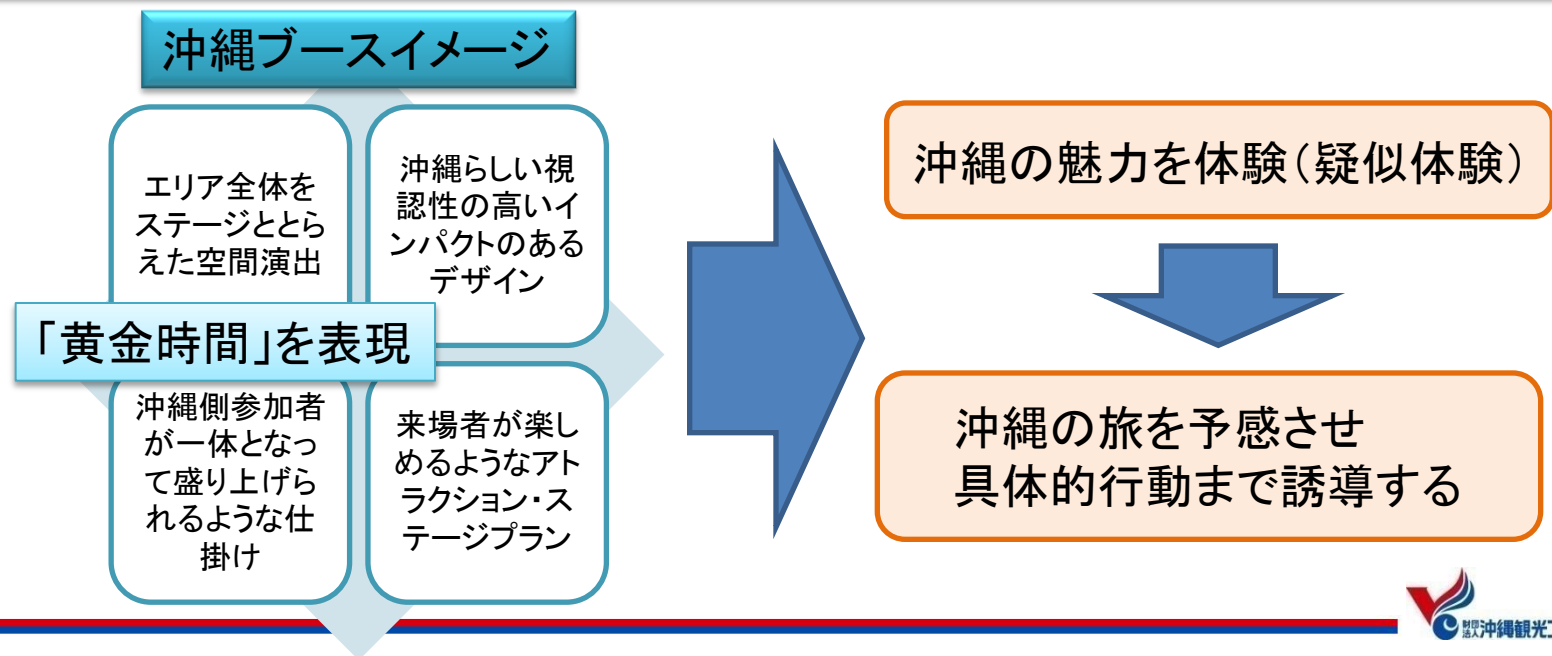 沖縄ブースイメージ
エリア全体を
ステージととら
えた空間演出
沖縄らしい視
認性の高いイ
ンパクトのある
デザイン
「黄金時間」を表現
沖縄側参加者
が一体となっ
て盛り上げら
れるような仕
掛け
来場者が楽し
めるようなアト
ラクション・ス
テージプラン
沖縄の魅力を体験（疑似体験）
沖縄の旅を予感させ
具体的行動まで誘導する
財団法人沖縄観光コ